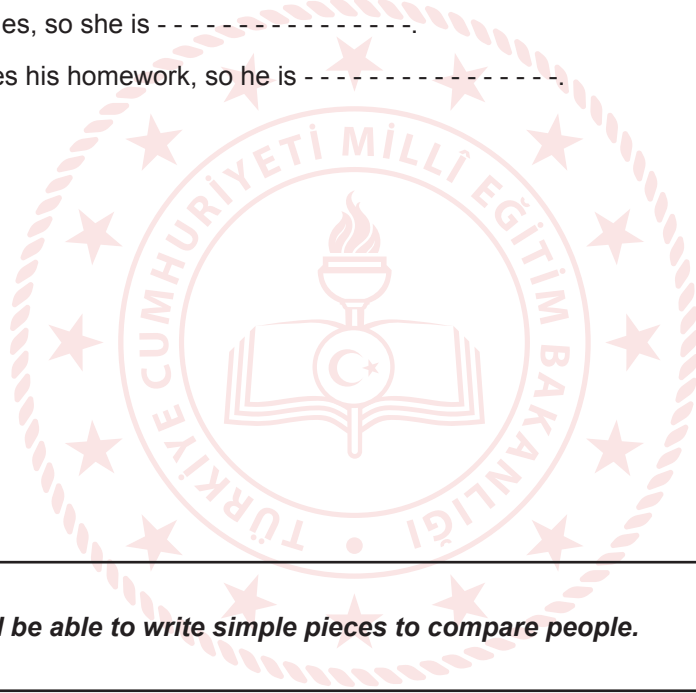 es, so she is - - - - - - - - - - - - - - - -.
es his homework, so he is - - - - - - - - - - - - - - - -.
TÜRKİYE CUMHURİYETİ MİLLÎ EĞİTİM BAKANLIĞI
be able to write simple pieces to compare people.